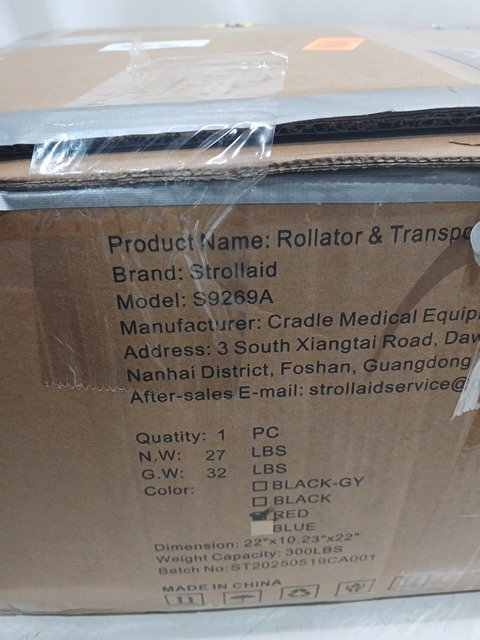 Product Name: Rollator & Transpo
Brand: Strollaid
Model: S9269A
Manufacturer: Cradle Medical Equip
Address: 3 South Xiangtai Road, Daw
Nanhai District, Foshan, Guangdong
After-sales E-mail: strollaidservice@
Quatity: 1 PC
N.W: 27 LBS
G.W: 32 LBS
Color: BLACK-GY
BLACK
RED
BLUE
Dimension: 22"x10.23"x22"
Weight Capacity: 300LBS
Batch No: ST20250519CA001
MADE IN CHINA